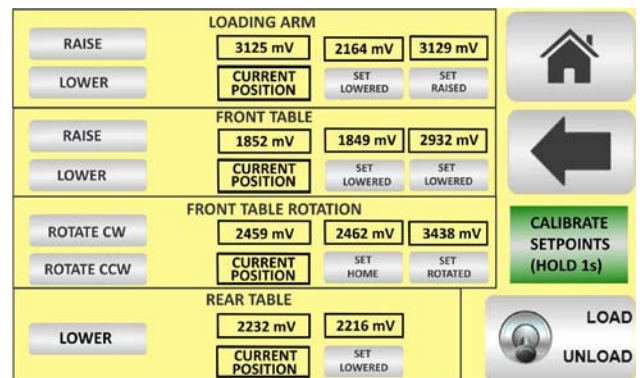 LOADING ARM
RAISE
3125 mV
2164 mV
3129 mV
LOWER
CURRENT
POSITION
SET
LOWERED
SET
RAISED
FRONT TABLE
RAISE
1852 mV
1849 mV
2932 mV
LOWER
CURRENT
POSITION
SET
LOWERED
SET
LOWERED
FRONT TABLE ROTATION
ROTATE CW
2459 mV
2462 mV
3438 mV
ROTATE CCW
CURRENT
POSITION
SET
HOME
SET
ROTATED
REAR TABLE
LOWER
2232 mV
2216 mV
CURRENT
POSITION
SET
LOWERED
CALIBRATE
SETPOINTS
(HOLD 1s)
LOAD
UNLOAD